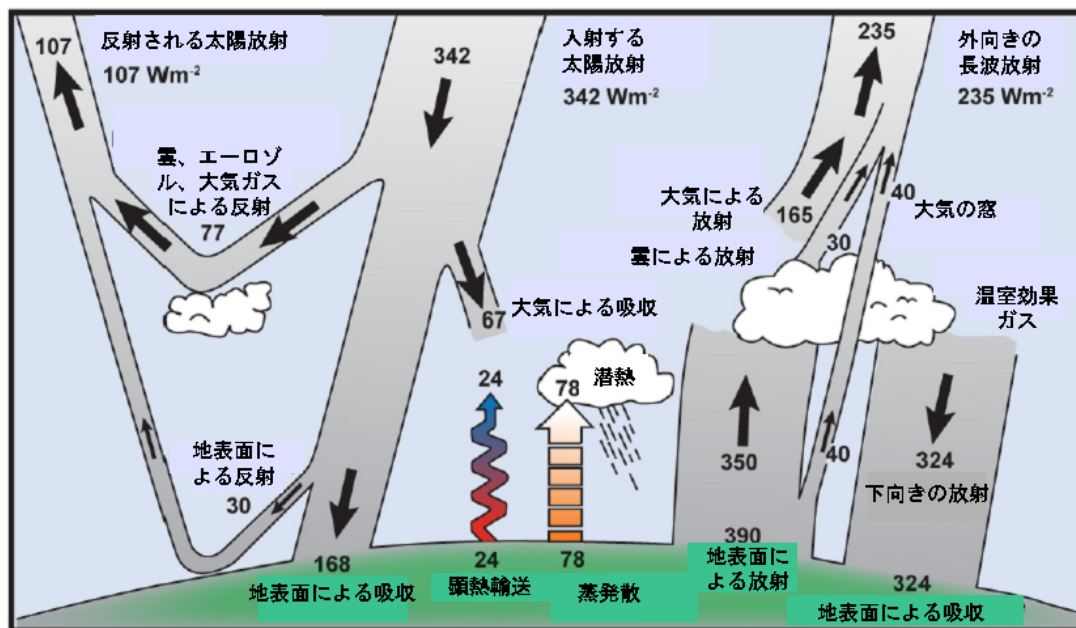 107
反射される太陽放射
107 Wm-2
342
入射する
太陽放射
342 Wm-2
235
外向きの
長波放射
235 Wm-2
雲、エーロゾ
ル、大気ガス
による反射
77
大気による
放射
165
40
大気の窓
30
雲による放射
67
大気による吸収
温室効果
ガス
24
78
潜熱
地表面に
よる反射
30
350
40
324
下向きの放射
168
地表面による吸収
24
顕熱輸送
78
蒸発散
390
地表面に
よる放射
324
地表面による吸収